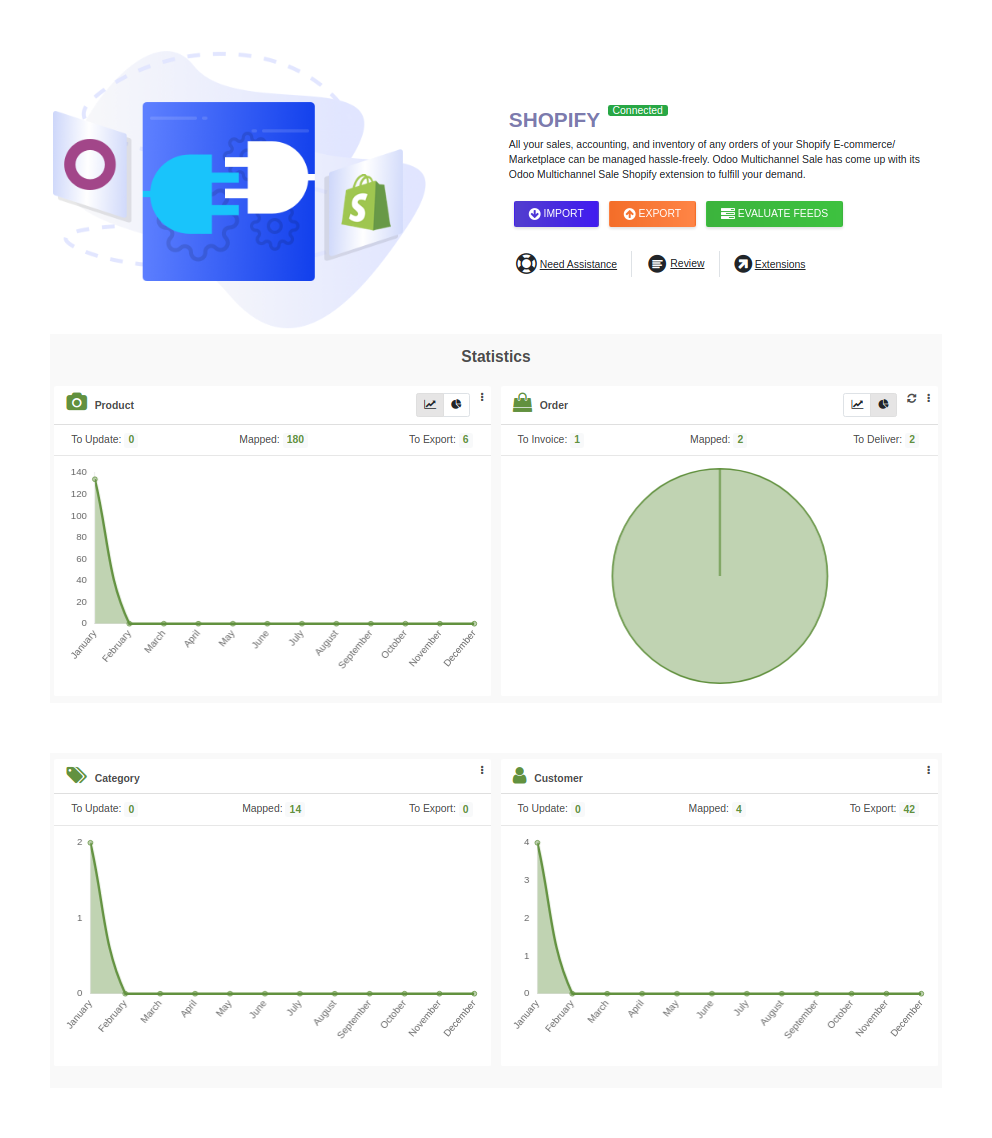 SHOPIFY Connected
All your sales, accounting, and inventory of any orders of your Shopify E-commerce/
Marketplace can be managed hassle-freely. Odoo Multichannel Sale has come up with its
Odoo Multichannel Sale Shopify extension to fulfill your demand.
IMPORT EXPORT EVALUATE FEEDS
Need Assistance Review Extensions
S
Statistics
Product
To Update: 0 Mapped: 180 To Export: 6
140
120
100
80
60
40
20
0
January February March April May June July August September October November December
Order
To Invoice: 1 Mapped: 2 To Deliver: 2
Category
To Update: 0 Mapped: 14 To Export: 0
2
1
0
January February March April May June July August September October November December
Customer
To Update: 0 Mapped: 4 To Export: 42
4
3
2
1
0
January February March April May June July August September October November December